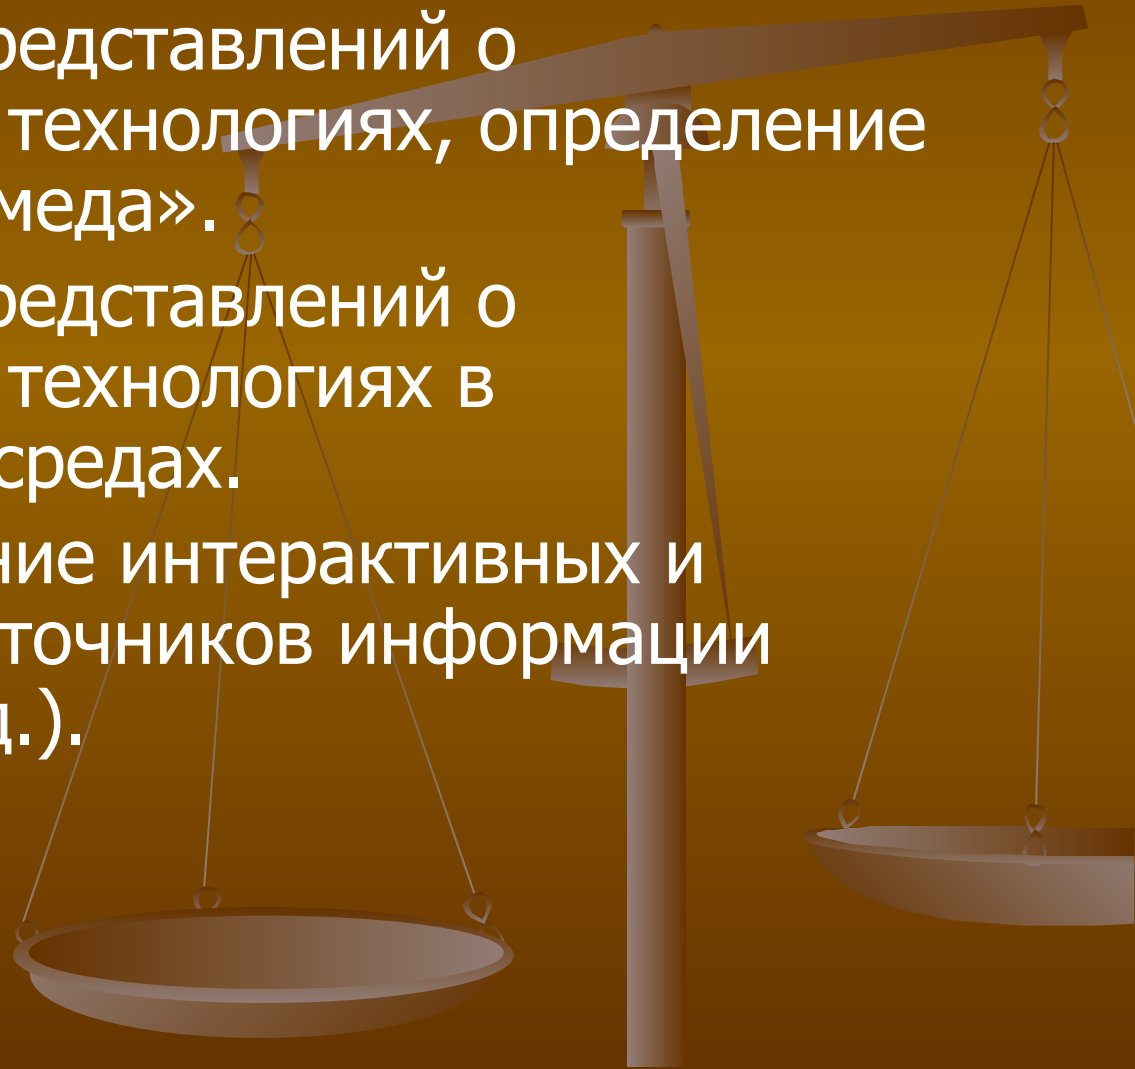 редставлений о
технологиях, определение
меда».
редставлений о
технологиях в
средах.
ние интерактивных и
точников информации
д.).